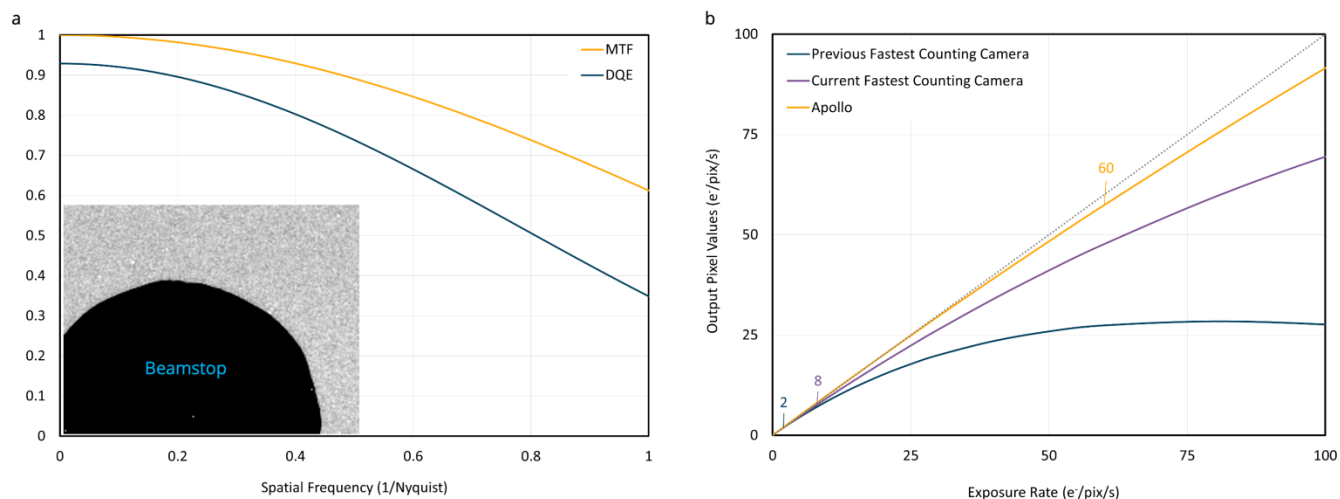 a
1
0.9
0.8
0.7
0.6
0.5
0.4
0.3
0.2
0.1
0
MTF
DQE
Beamstop
0 0.2 0.4 0.6 0.8 1
Spatial Frequency (1/Nyquist)
b
100
75
50
25
0
Output Pixel Values (e⁻/pix/s)
Previous Fastest Counting Camera
Current Fastest Counting Camera
Apollo
60
8
2
0 25 50 75 100
Exposure Rate (e⁻/pix/s)